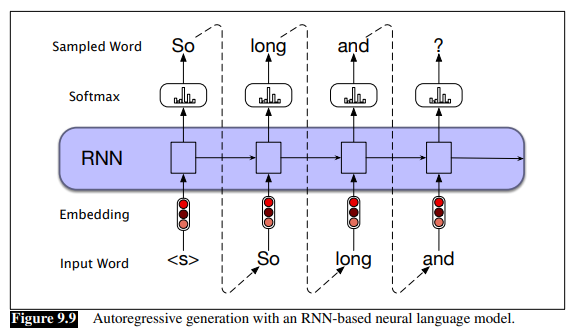 Sampled Word So long and ?
Softmax
RNN
Embedding
Input Word <s> So long and
Figure 9.9 Autoregressive generation with an RNN-based neural language model.